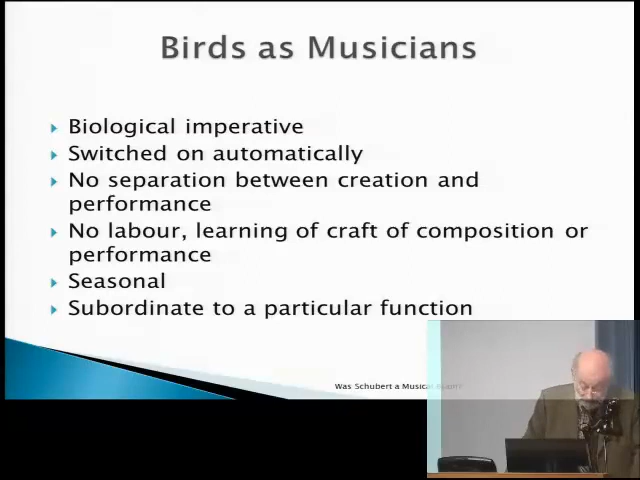 Birds as Musicians
Biological imperative
Switched on automatically
No separation between creation and
performance
No labour, learning of craft of composition or
performance
Seasonal
Subordinate to a particular function
Was Schubert a Musical